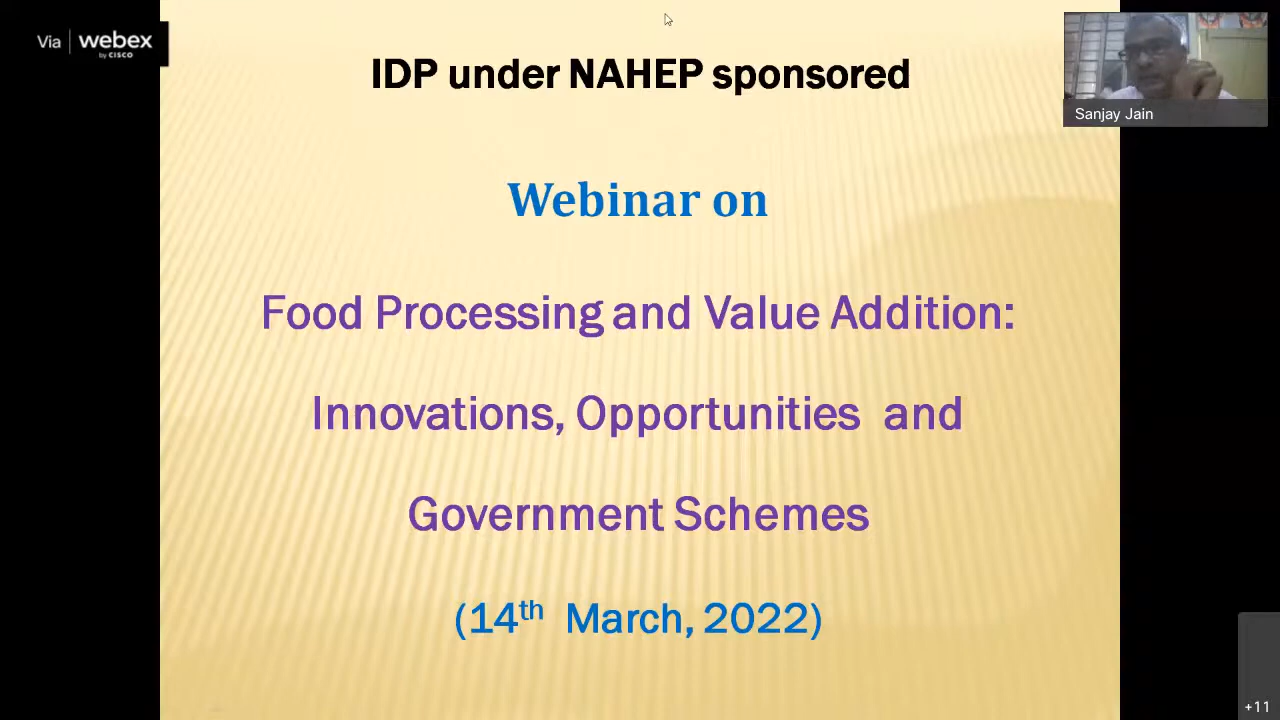 Via webex
by CISCO
IDP under NAHEP sponsored
Sanjay Jain
Webinar on
Food Processing and Value Addition:
Innovations, Opportunities and
Government Schemes
(14th March, 2022)
+11